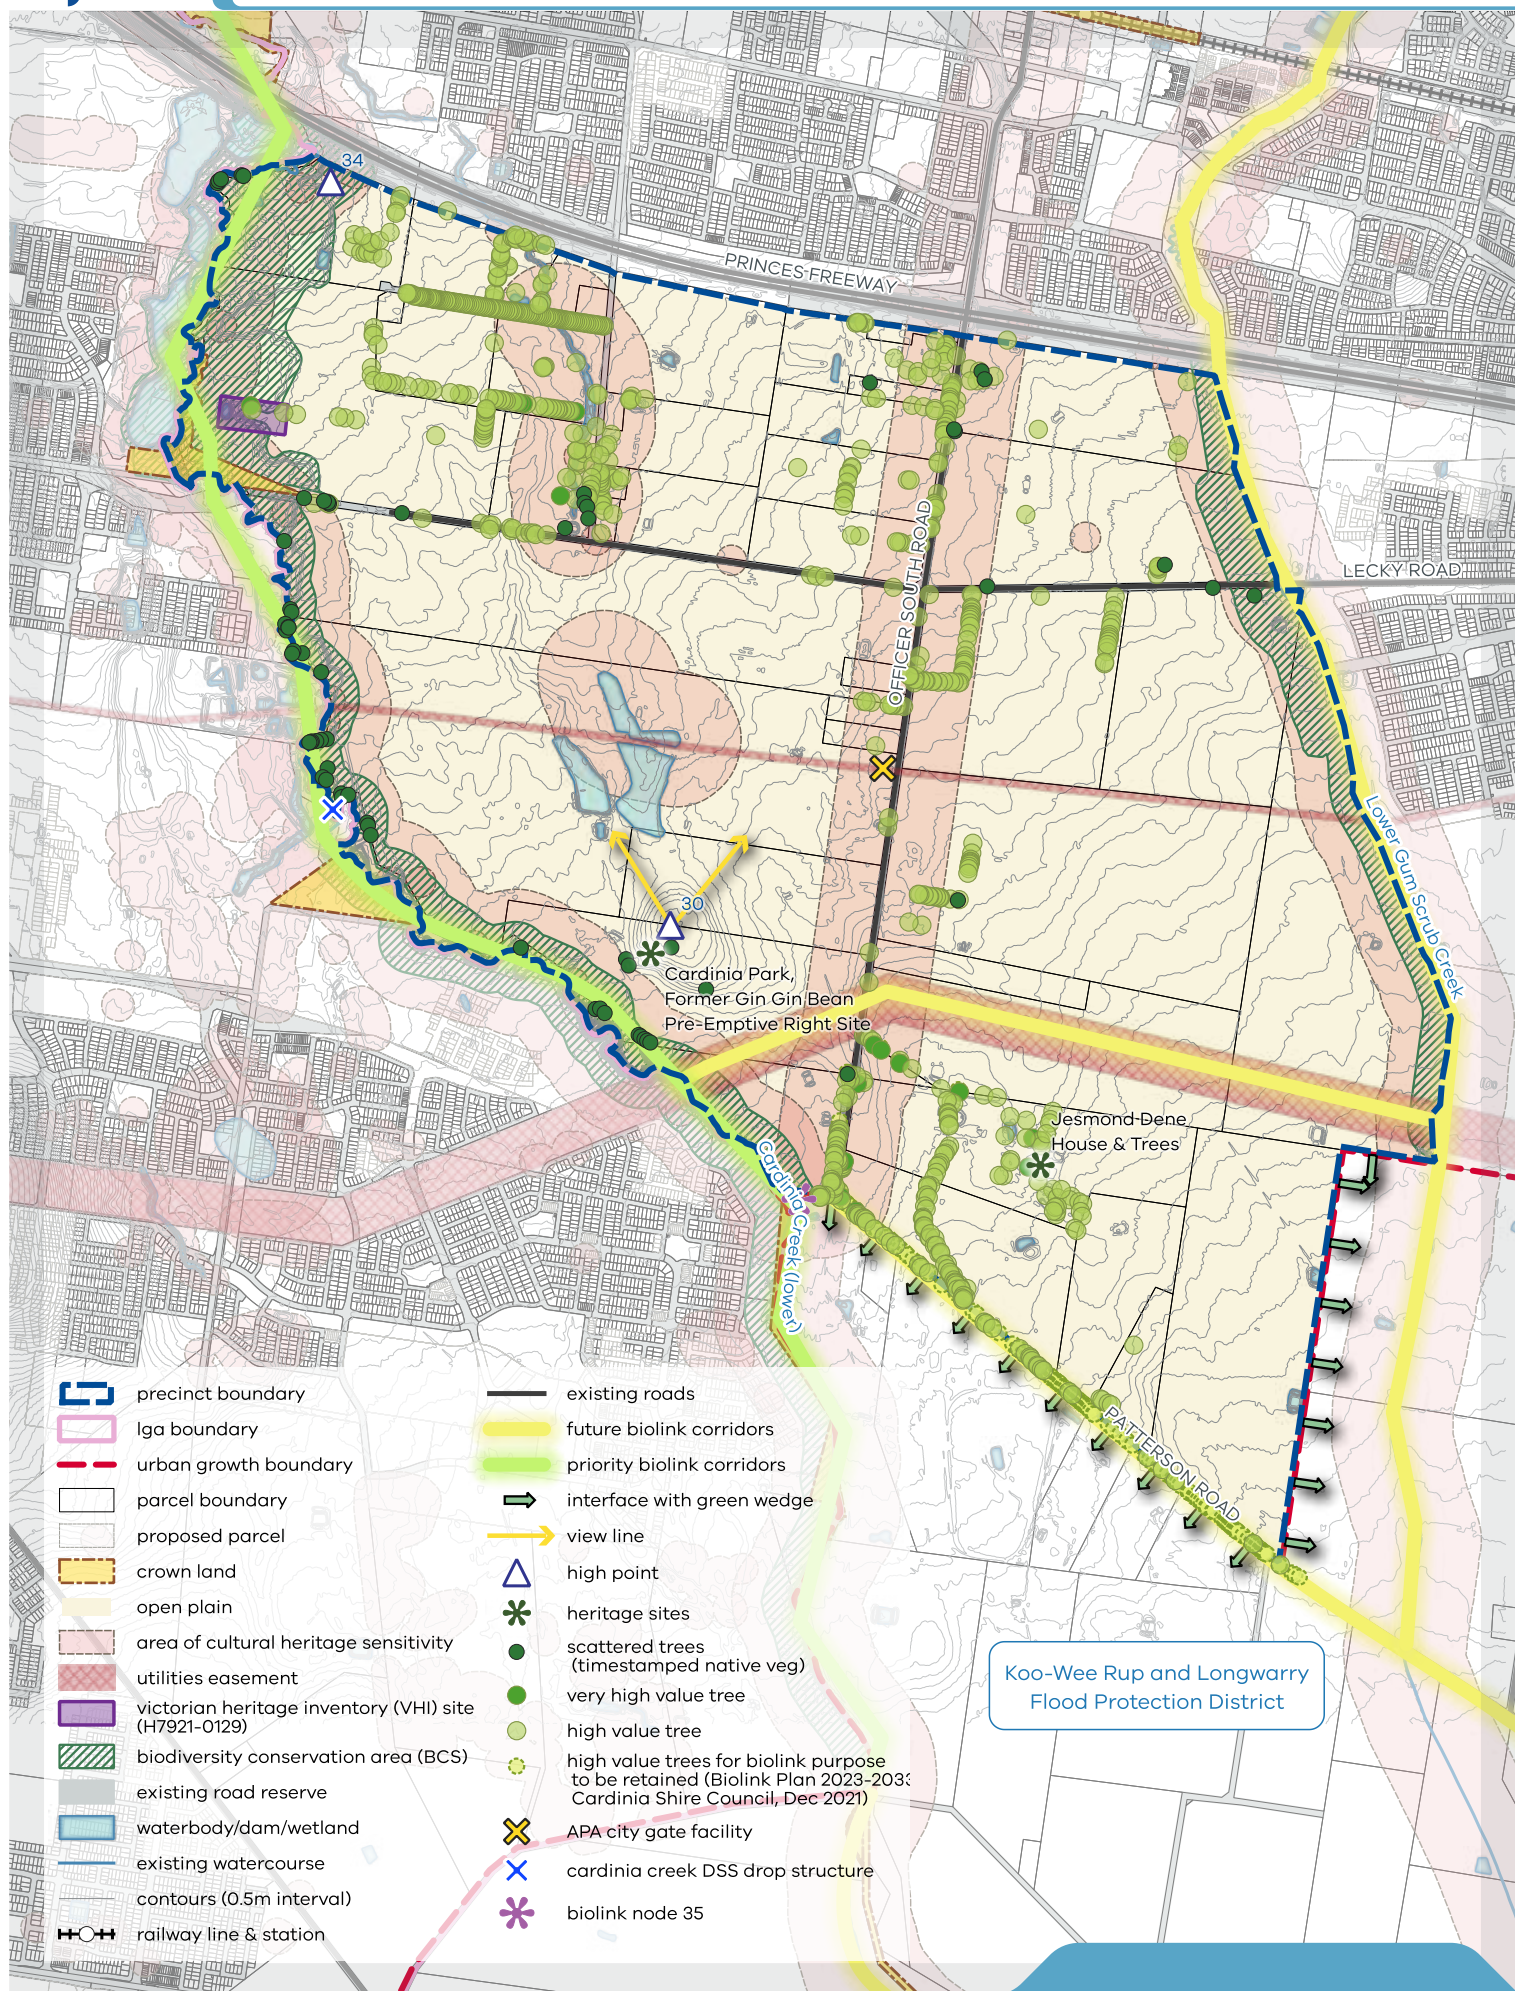 34
PRINCES FREEWAY
LECKY ROAD
OFFICER SOUTH ROAD
Lower Gum Scrub Creek
30
Cardinia Park,
Former Gin Gin Bean
Pre-Emptive Right Site
Jesmond Dene
House & Trees
Cardinia Creek (lower)
PATTERSON ROAD
Koo-Wee Rup and Longwarry
Flood Protection District
precinct boundary
lga boundary
urban growth boundary
parcel boundary
proposed parcel
crown land
open plain
area of cultural heritage sensitivity
utilities easement
victorian heritage inventory (VHI) site
(H7921-0129)
biodiversity conservation area (BCS)
existing road reserve
waterbody/dam/wetland
existing watercourse
contours (0.5m interval)
railway line & station
existing roads
future biolink corridors
priority biolink corridors
interface with green wedge
view line
high point
heritage sites
scattered trees
(timestamped native veg)
very high value tree
high value tree
high value trees for biolink purpose
to be retained (Biolink Plan 2023-2033
Cardinia Shire Council, Dec 2021)
APA city gate facility
cardinia creek DSS drop structure
biolink node 35